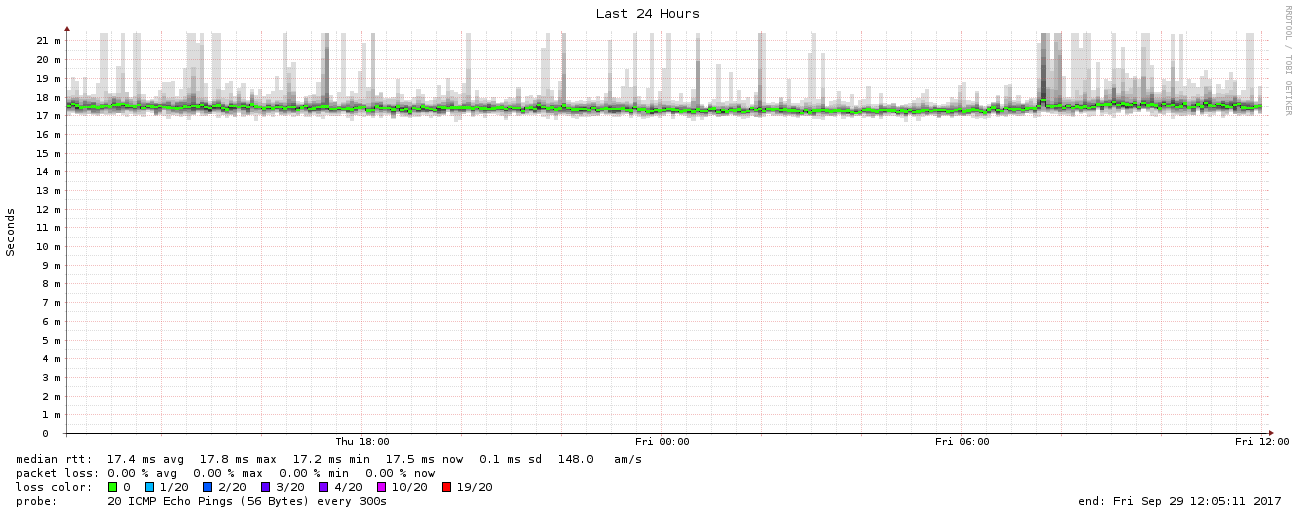 Last 24 Hours
RRDTOOL / TOBI OETIKER
Seconds
21 m
20 m
19 m
18 m
17 m
16 m
15 m
14 m
13 m
12 m
11 m
10 m
9 m
8 m
7 m
6 m
5 m
4 m
3 m
2 m
1 m
0
Thu 18:00 Fri 00:00 Fri 06:00 Fri 12:00
median rtt: 17.4 ms avg 17.8 ms max 17.2 ms min 17.5 ms now 0.1 ms sd 148.0 am/s
packet loss: 0.00 % avg 0.00 % max 0.00 % min 0.00 % now
loss color: 0 1/20 2/20 3/20 4/20 10/20 19/20
probe: 20 ICMP Echo Pings (56 Bytes) every 300s end: Fri Sep 29 12:05:11 2017